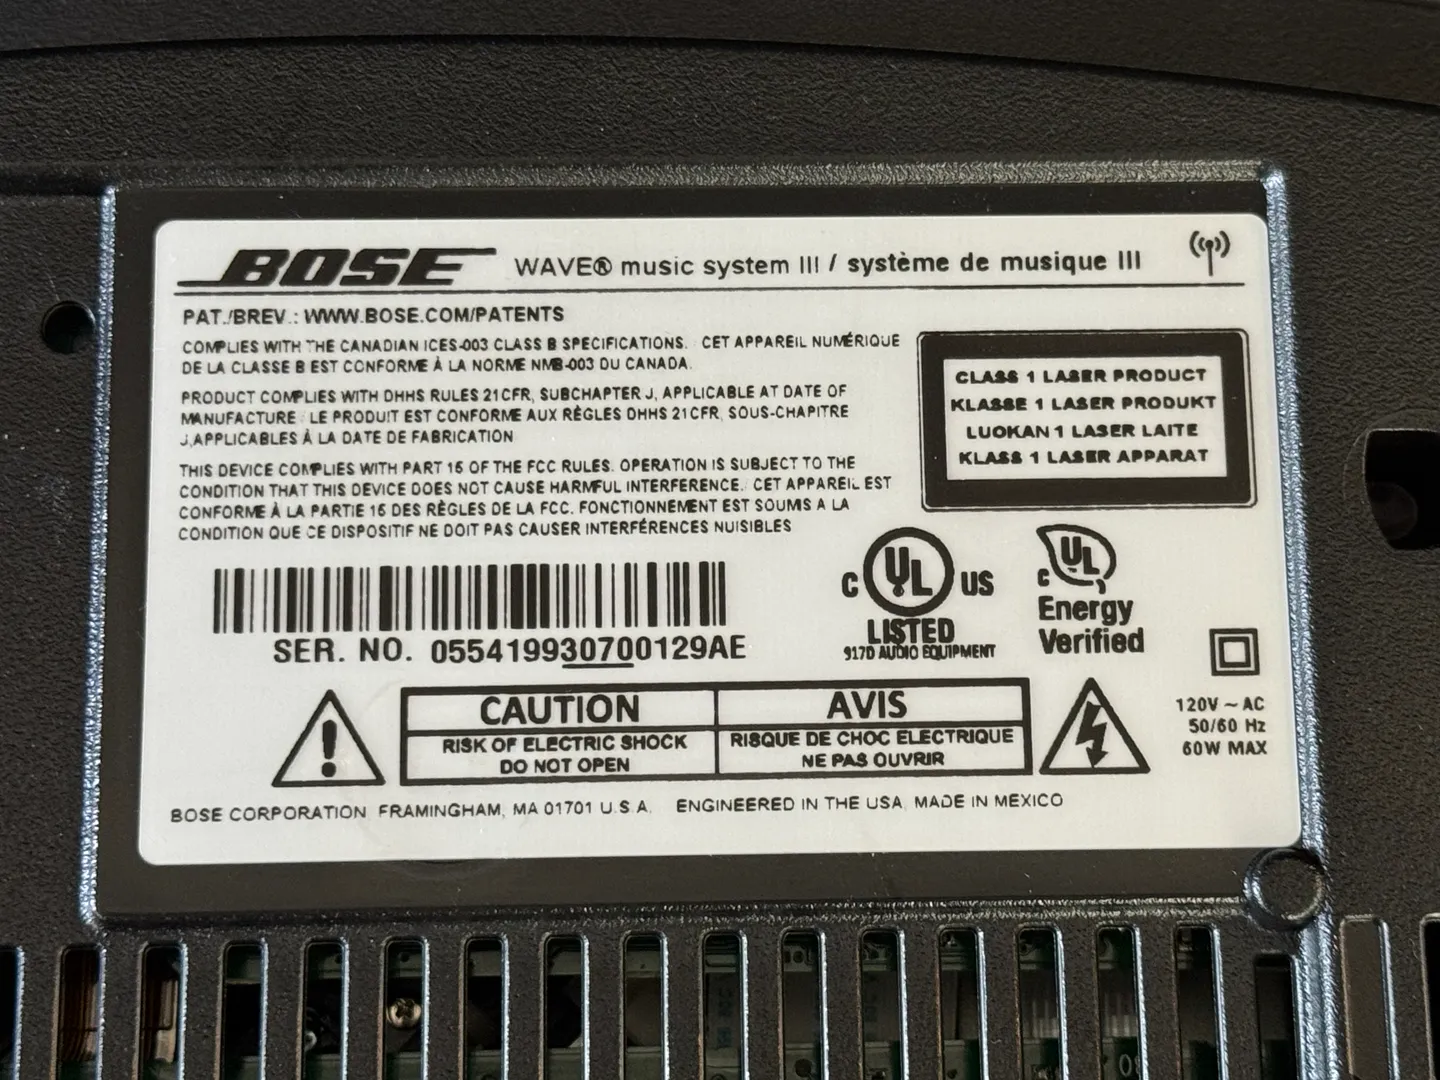 BOSE WAVE® music system III / système de musique III
PAT./BREV.: WWW.BOSE.COM/PATENTS
COMPLIES WITH THE CANADIAN ICES-003 CLASS B SPECIFICATIONS. CET APPAREIL NUMÉRIQUE
DE LA CLASSE B EST CONFORME À LA NORME NMB-003 DU CANADA.
PRODUCT COMPLIES WITH DHHS RULES 21CFR, SUBCHAPTER J, APPLICABLE AT DATE OF
MANUFACTURE. LE PRODUIT EST CONFORME AUX RÈGLES DHHS 21CFR, SOUS-CHAPITRE
J,APPLICABLES À LA DATE DE FABRICATION
THIS DEVICE COMPLIES WITH PART 15 OF THE FCC RULES. OPERATION IS SUBJECT TO THE
CONDITION THAT THIS DEVICE DOES NOT CAUSE HARMFUL INTERFERENCE. CET APPAREIL EST
CONFORME À LA PARTIE 15 DES RÈGLES DE LA FCC. FONCTIONNEMENT EST SOUMS A LA
CONDITION QUE CE DISPOSITIF NE DOIT PAS CAUSER INTERFÉRENCES NUISIBLES
CLASS 1 LASER PRODUCT
KLASSE 1 LASER PRODUKT
LUOKAN 1 LASER LAITE
KLASS 1 LASER APPARAT
SER. NO. 055419930700129AE
C UL US
LISTED
917D AUDIO EQUIPMENT
C UL
Energy
Verified
CAUTION
RISK OF ELECTRIC SHOCK
DO NOT OPEN
AVIS
RISQUE DE CHOC ELECTRIQUE
NE PAS OUVRIR
120V ~ AC
50/60 Hz
60W MAX
BOSE CORPORATION FRAMINGHAM, MA 01701 U.S.A. ENGINEERED IN THE USA, MADE IN MEXICO